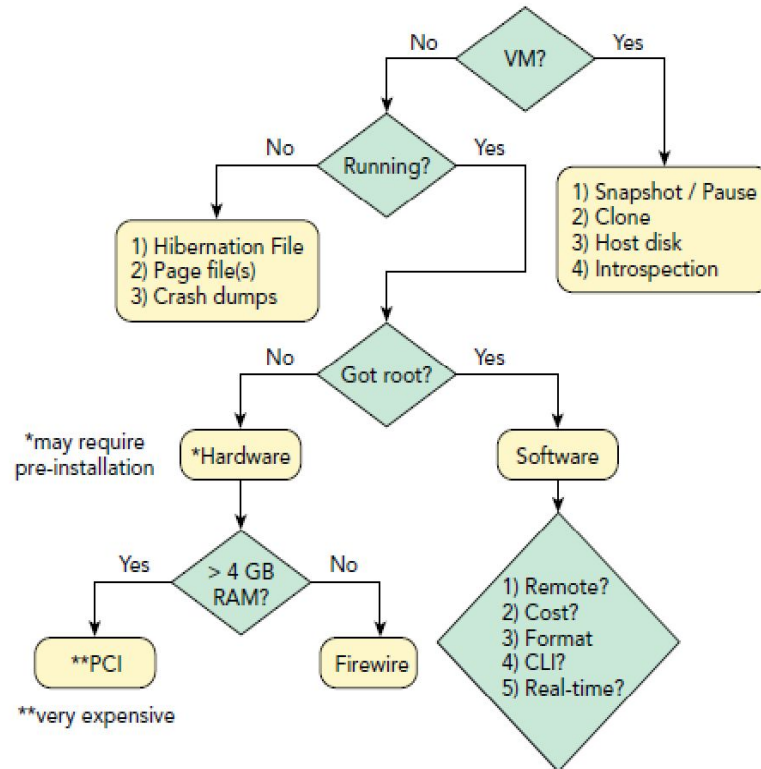 VM?
No
Yes
Running?
No
Yes
1) Snapshot / Pause
2) Clone
3) Host disk
4) Introspection
1) Hibernation File
2) Page file(s)
3) Crash dumps
Got root?
No
Yes
*may require
pre-installation
*Hardware
Software
> 4 GB
RAM?
Yes
No
1) Remote?
2) Cost?
3) Format
4) CLI?
5) Real-time?
**PCI
Firewire
**very expensive